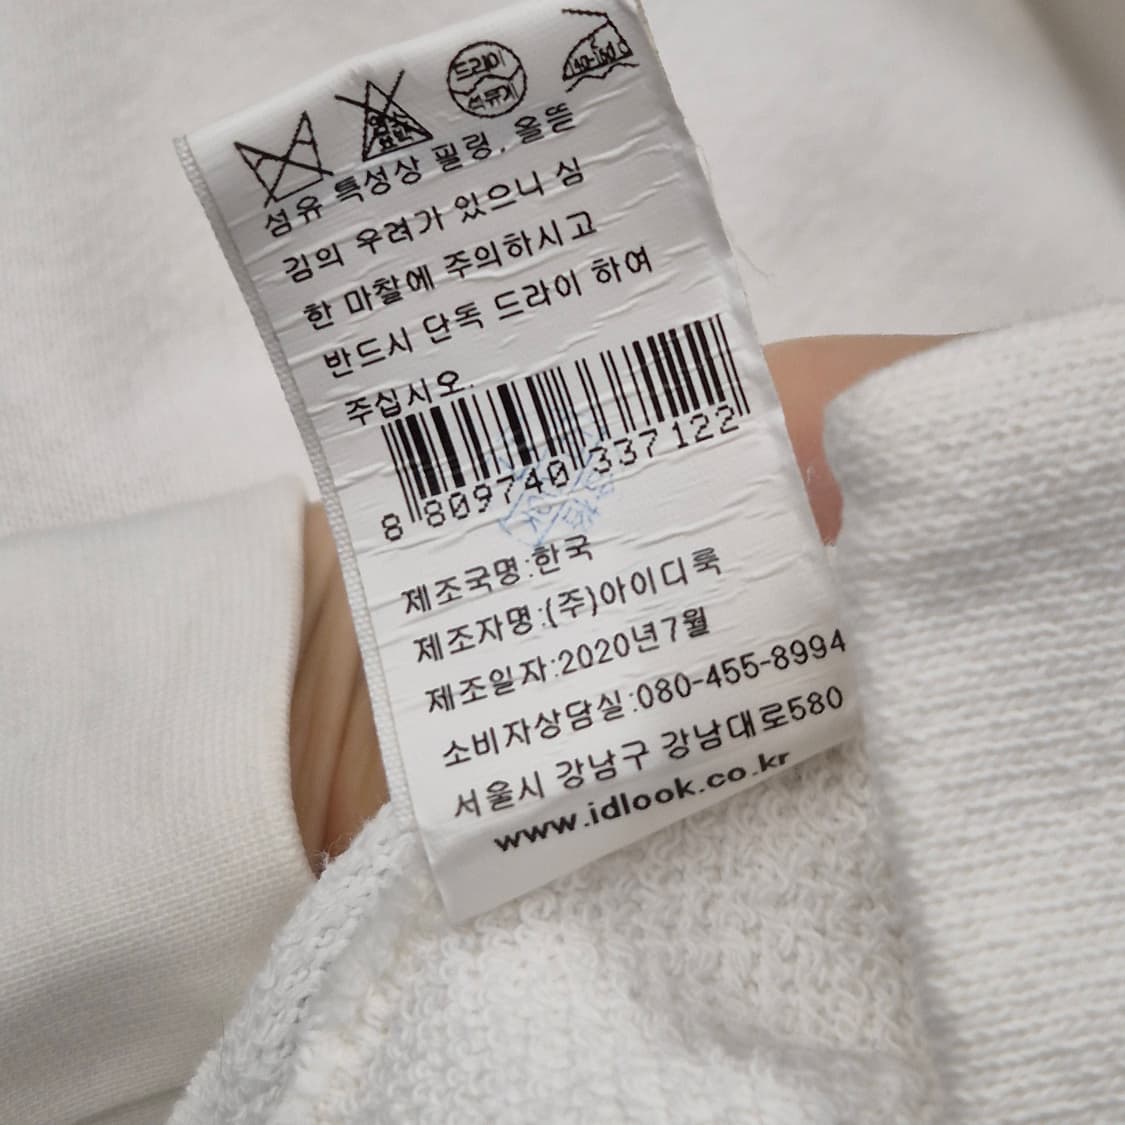 드라이
석유계
140~160℃
염소
표백
섬유 특성상 필링, 올뜯
김의 우려가 있으니 심
한 마찰에 주의하시고
반드시 단독 드라이 하여
주십시오.
8 809740 337122
제조국명:한국
제조자명:(주)아이디룩
제조일자:2020년7월
소비자상담실:080-455-8994
서울시 강남구 강남대로580
www.idlook.co.kr